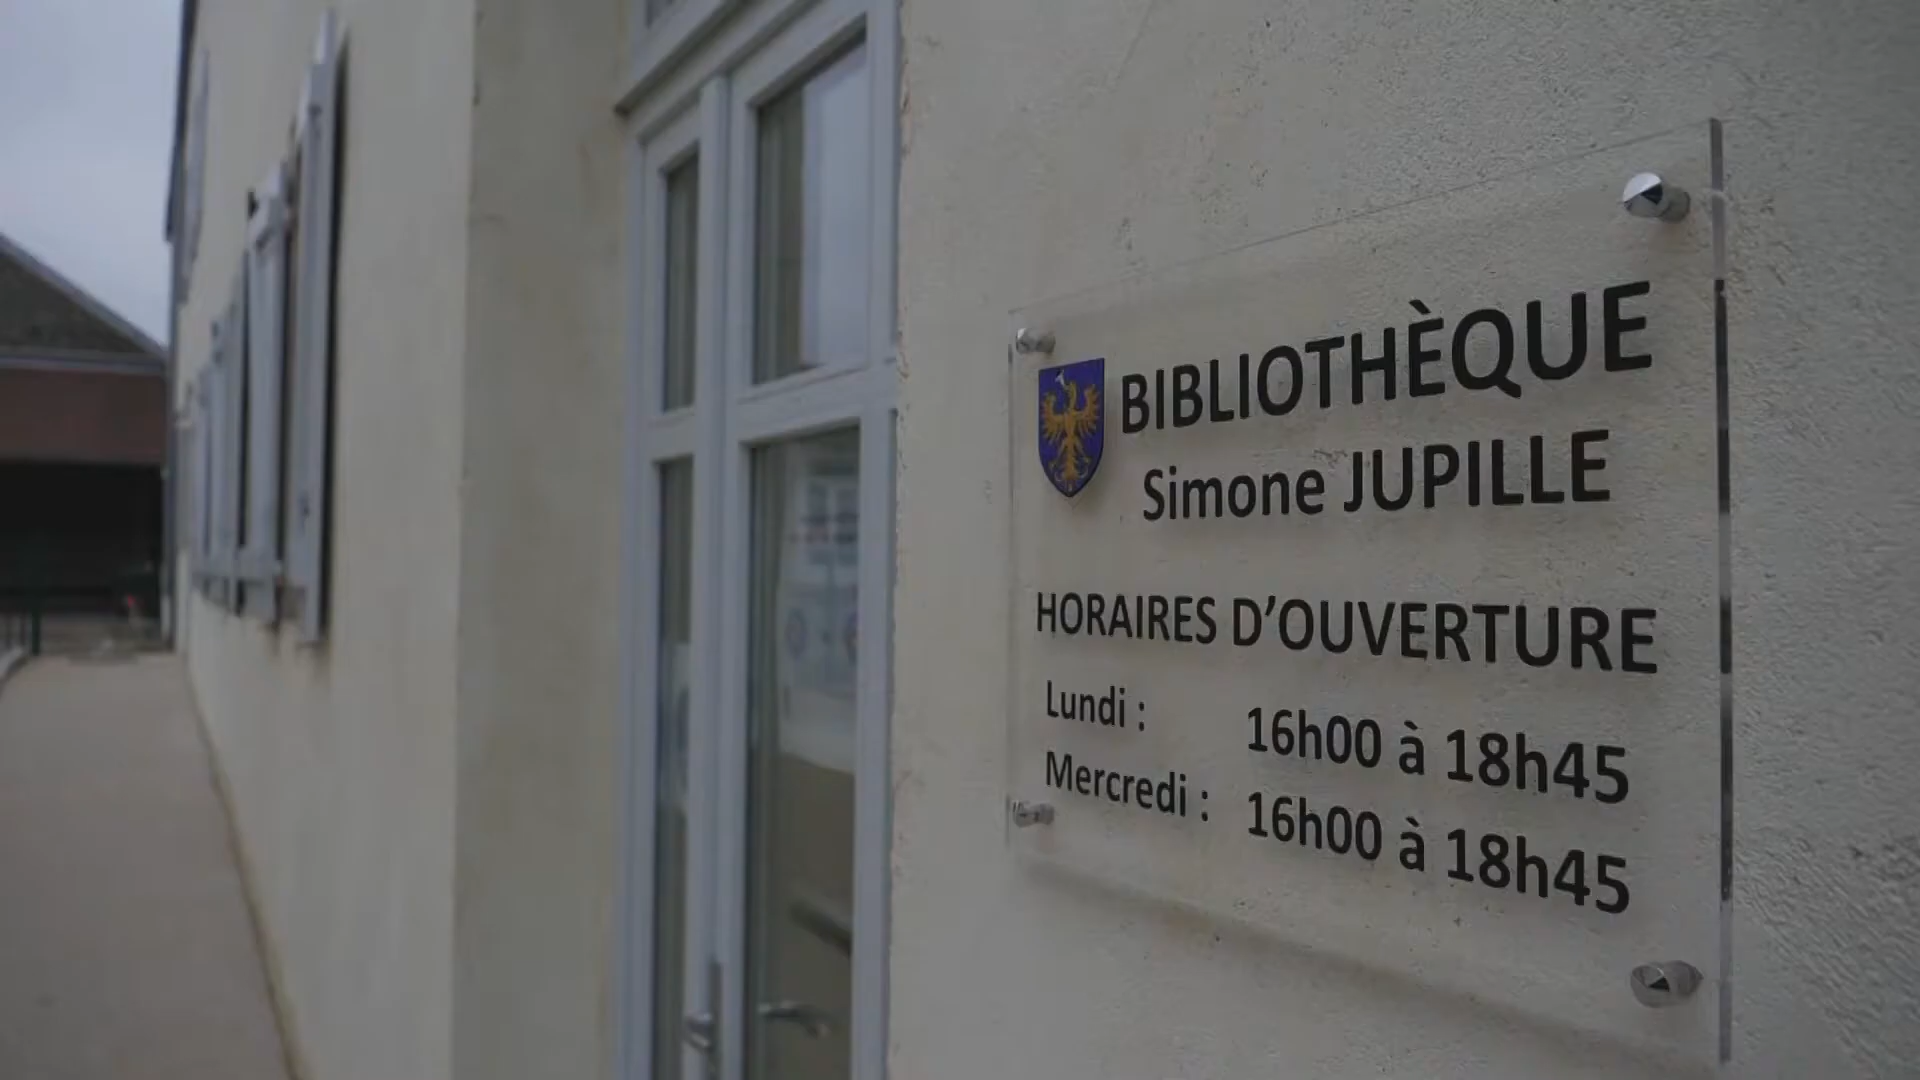 BIBLIOTHÈQUE
Simone JUPILLE
HORAIRES D'OUVERTURE
Lundi : 16h00 à 18h45
Mercredi : 16h00 à 18h45